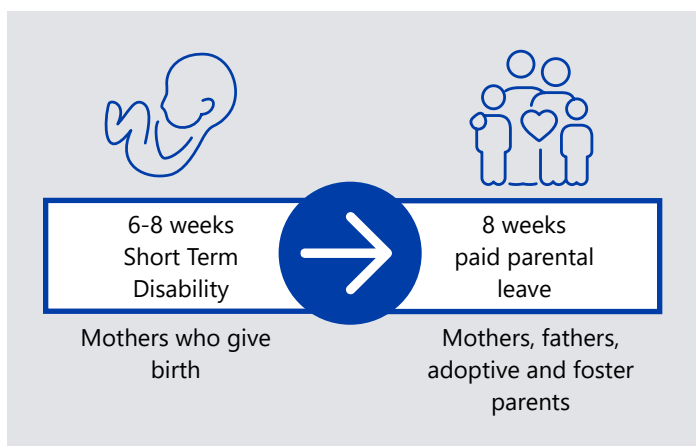 6-8 weeks
Short Term
Disability
8 weeks
paid parental
leave
Mothers who give
birth
Mothers, fathers,
adoptive and foster
parents